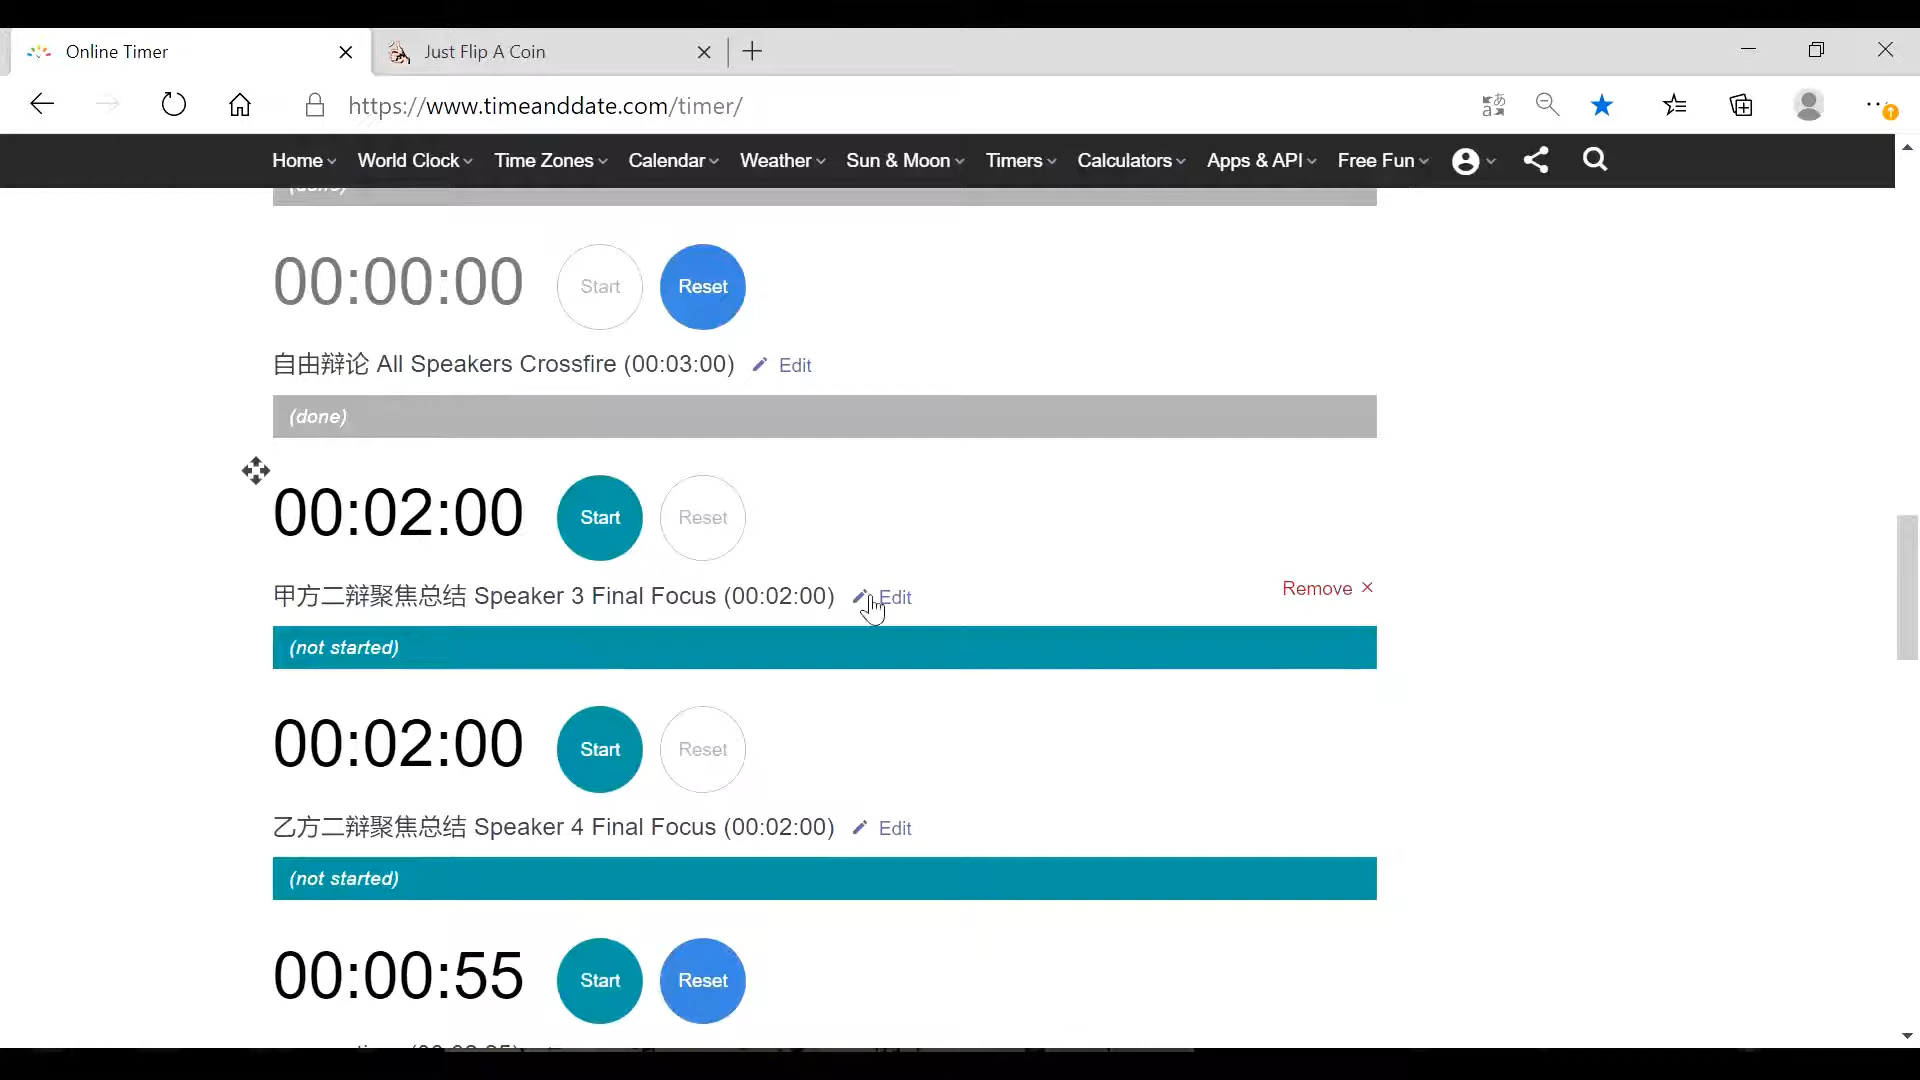 Online Timer
Just Flip A Coin
https://www.timeanddate.com/timer/
Home World Clock Time Zones Calendar Weather Sun & Moon Timers Calculators Apps & API Free Fun
00:00:00 Start Reset
自由辩论 All Speakers Crossfire (00:03:00) Edit
(done)
00:02:00 Start Reset
甲方二辩聚焦总结 Speaker 3 Final Focus (00:02:00) Edit
Remove
(not started)
00:02:00 Start Reset
乙方二辩聚焦总结 Speaker 4 Final Focus (00:02:00) Edit
(not started)
00:00:55 Start Reset